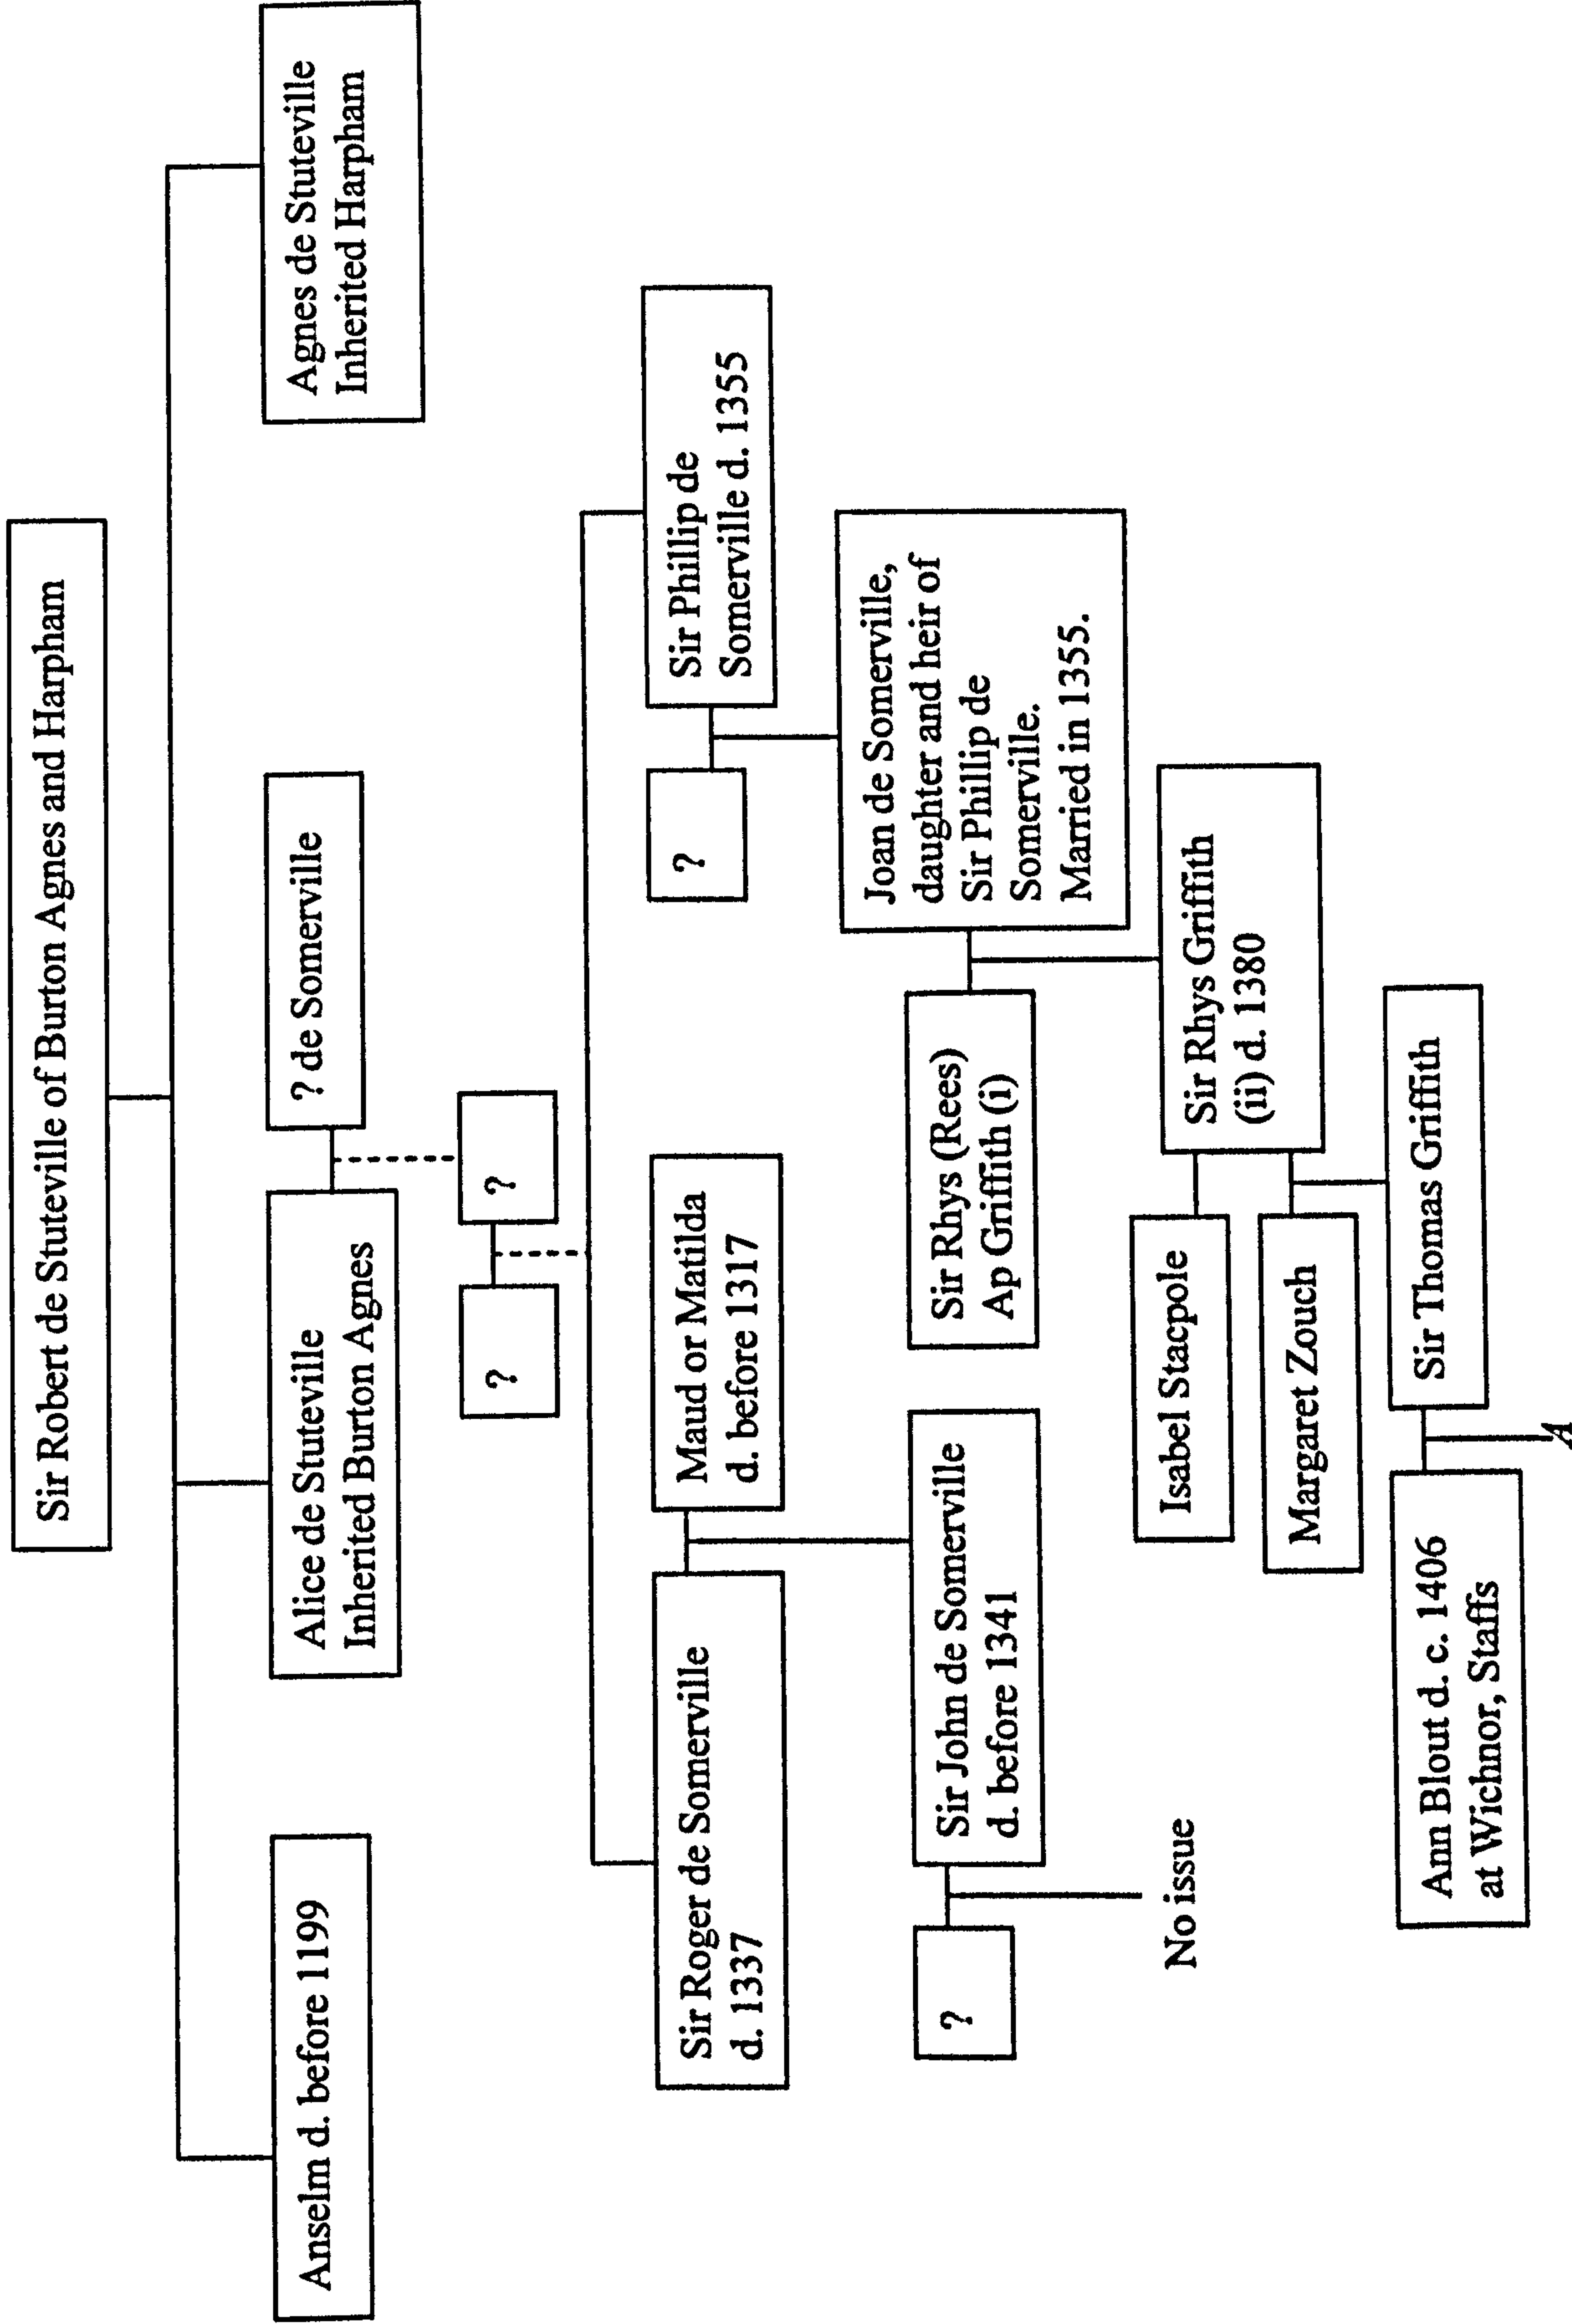 Sir Robert de Stuteville of Burton Agnes and Harpham
Anselm d. before 1199
Alice de Stuteville
Inherited Burton Agnes
? de Somerville
Agnes de Stuteville
Inherited Harpham
?
?
Sir Roger de Somerville
d. 1337
Maud or Matilda
d. before 1317
?
Sir Phillip de
Somerville d. 1355
?
Sir John de Somerville
d. before 1341
No issue
Sir Rhys (Rees)
Ap Griffith (i)
Joan de Somerville,
daughter and heir of
Sir Phillip de
Somerville.
Married in 1355.
Isabel Stacpole
Margaret Zouch
Sir Rhys Griffith
(ii) d. 1380
Ann Blout d. c. 1406
at Wichnor, Staffs
Sir Thomas Griffith
A